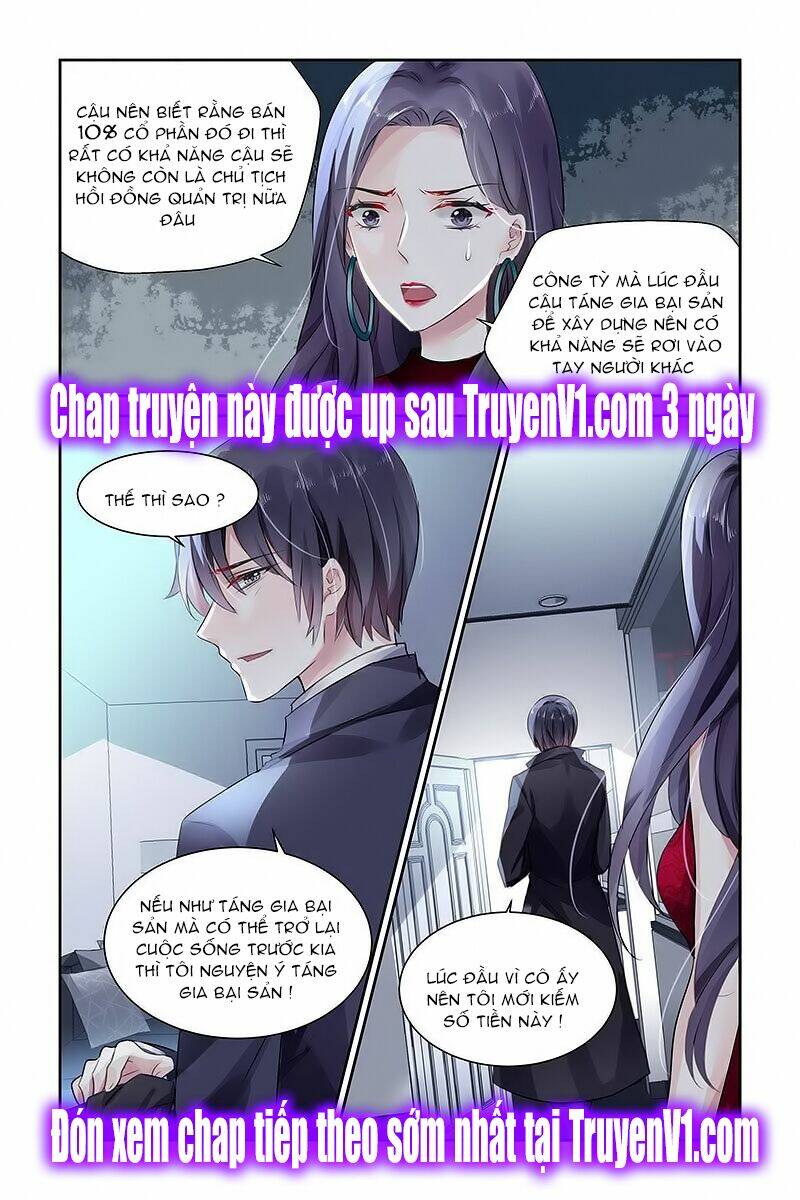 CẬU NÊN BIẾT RẰNG BÁN
10% CỔ PHẦN ĐÓ ĐI THÌ
RẤT CÓ KHẢ NĂNG CẬU SẼ
KHÔNG CÒN LÀ CHỦ TỊCH
HỒI ĐỒNG QUẢN TRỊ NỮA
ĐÂU
CÔNG TỲ MÀ LÚC ĐẦU
CẬU TÁNG GIA BẠI SẢN
ĐỂ XÂY DỰNG NÊN CÓ
KHẢ NĂNG SẼ RƠI VÀO
TAY NGƯỜI KHÁC
Chap truyện này được up sau TruyenV1.com 3 ngày
THẾ THÌ SAO ?
NẾU NHƯ TÁNG GIA BẠI
SẢN MÀ CÓ THỂ TRỞ LẠI
CUỘC SỐNG TRƯỚC KIA
THÌ TÔI NGUYỆN Ý TÁNG
GIA BẠI SẢN !
LÚC ĐẦU VÌ CÔ ẤY
NÊN TÔI MỚI KIẾM
SỐ TIỀN NÀY !
Đón xem chap tiếp theo sớm nhất tại TruyenV1.com